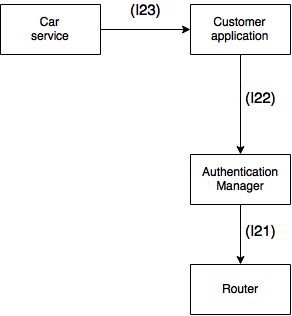 (I23)
Car
service
Customer
application
(I22)
Authentication
Manager
(I21)
Router